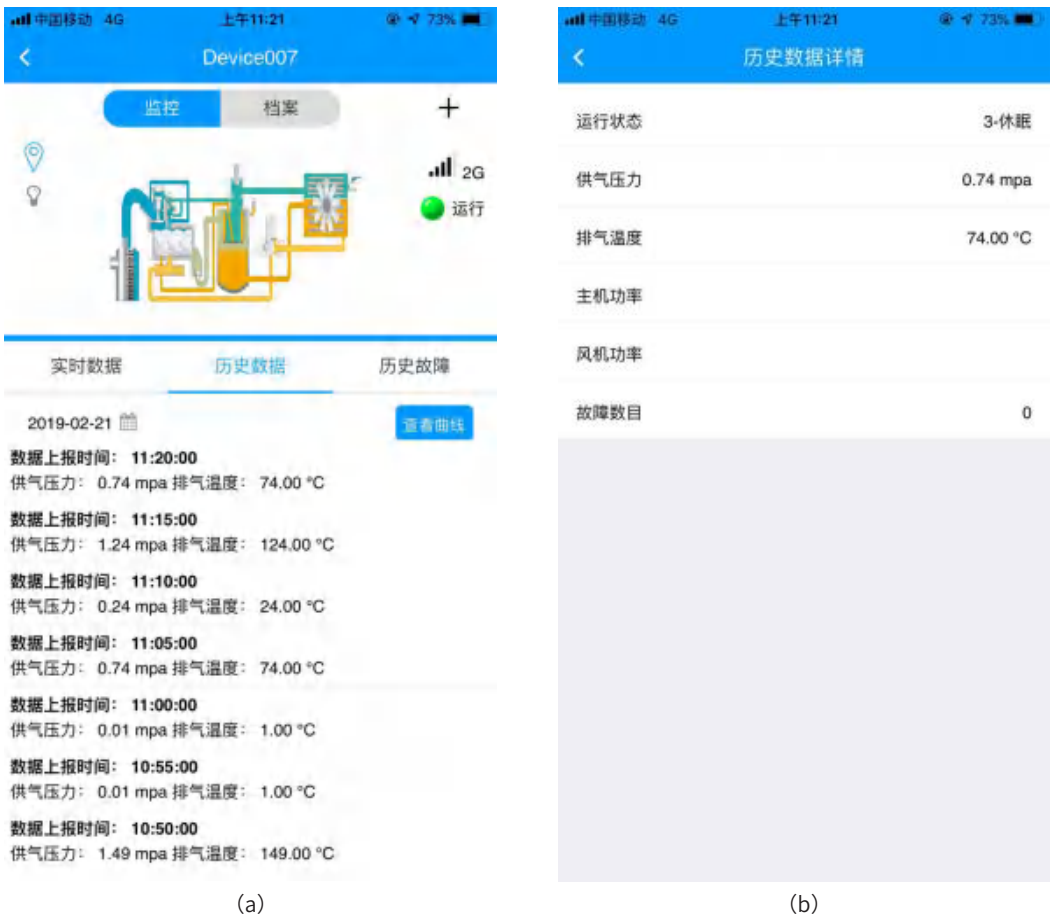 中国移动 4G 上午11:21 73%
Device007
监控 档案
2G
运行
实时数据 历史数据 历史故障
2019-02-21 查看曲线
数据上报时间: 11:20:00
供气压力: 0.74 mpa 排气温度: 74.00 °C
数据上报时间: 11:15:00
供气压力: 1.24 mpa 排气温度: 124.00 °C
数据上报时间: 11:10:00
供气压力: 0.24 mpa 排气温度: 24.00 °C
数据上报时间: 11:05:00
供气压力: 0.74 mpa 排气温度: 74.00 °C
数据上报时间: 11:00:00
供气压力: 0.01 mpa 排气温度: 1.00 °C
数据上报时间: 10:55:00
供气压力: 0.01 mpa 排气温度: 1.00 °C
数据上报时间: 10:50:00
供气压力: 1.49 mpa 排气温度: 149.00 °C
(a)
中国移动 4G 上午11:21 73%
历史数据详情
运行状态 3-休眠
供气压力 0.74 mpa
排气温度 74.00 °C
主机功率
风机功率
故障数目 0
(b)